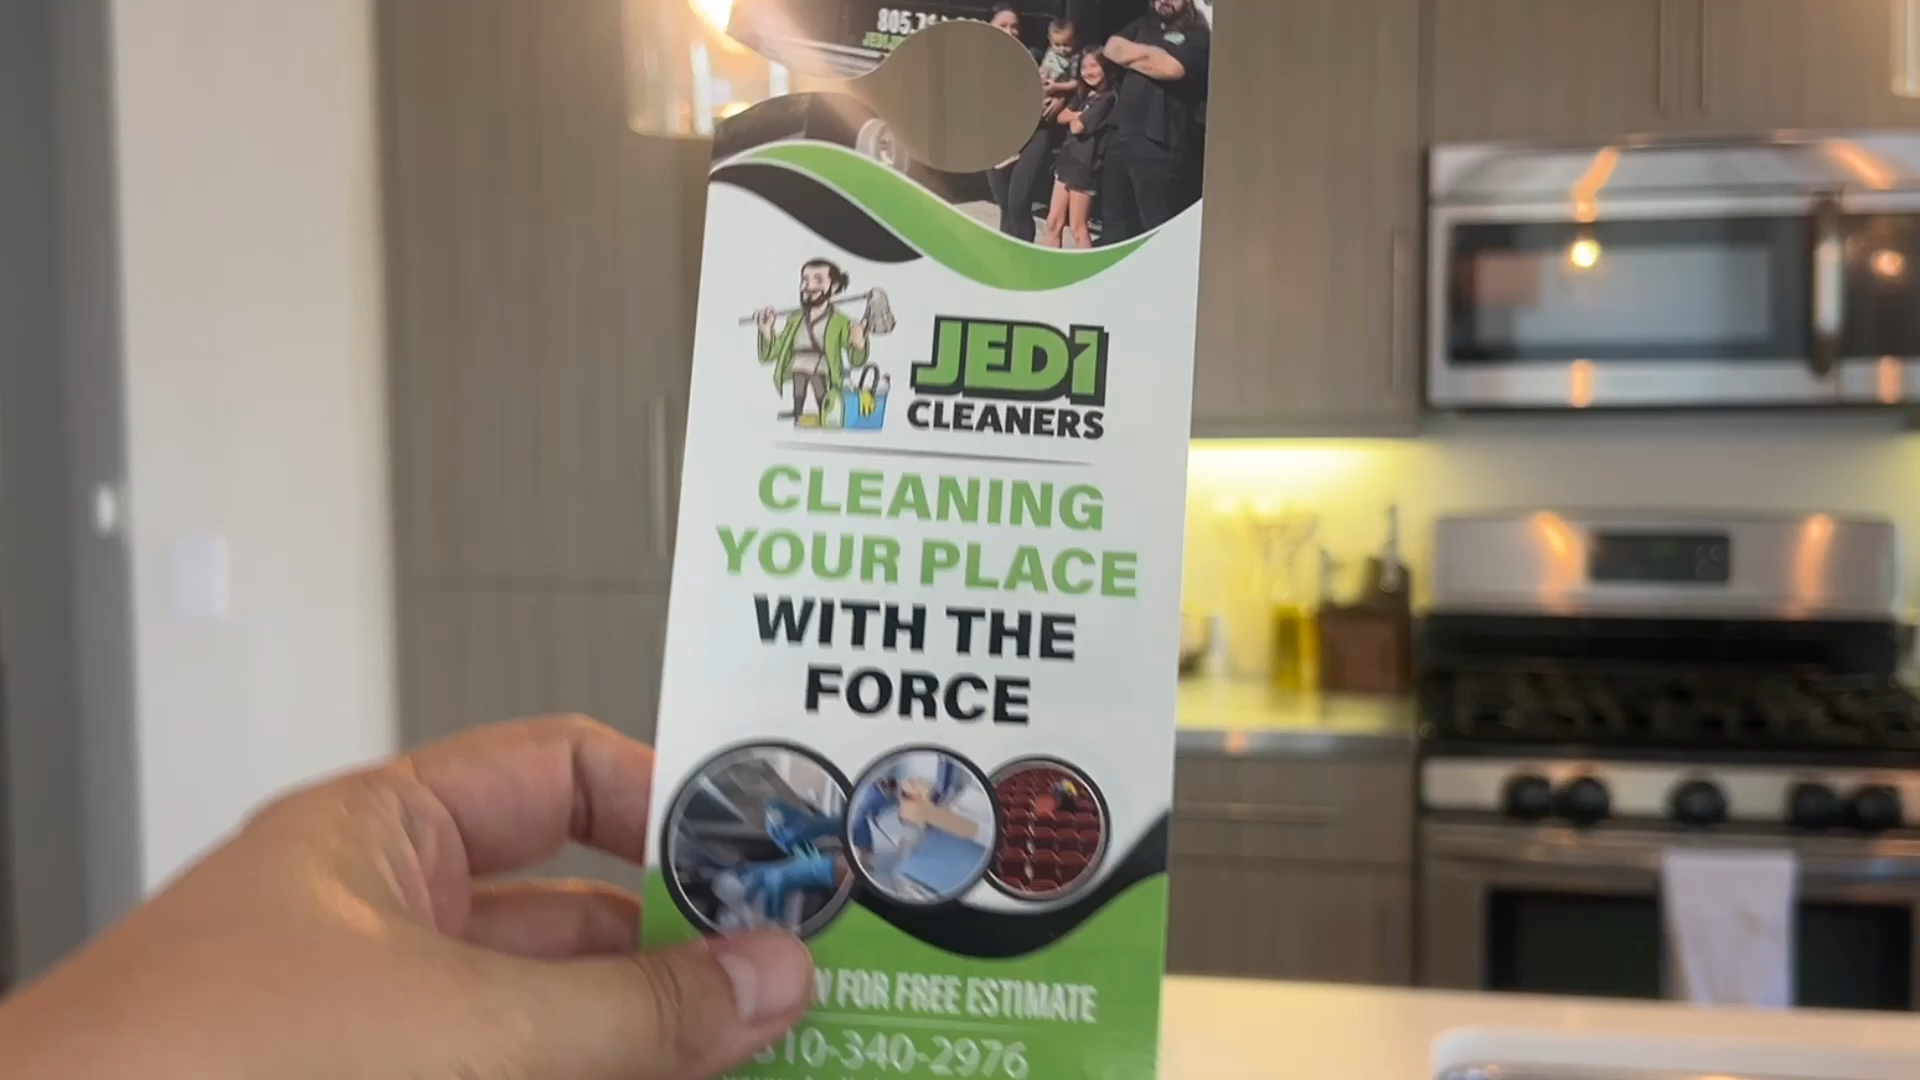 JEDI
CLEANERS
CLEANING
YOUR PLACE
WITH THE
FORCE
FOR FREE ESTIMATE
310-340-2976